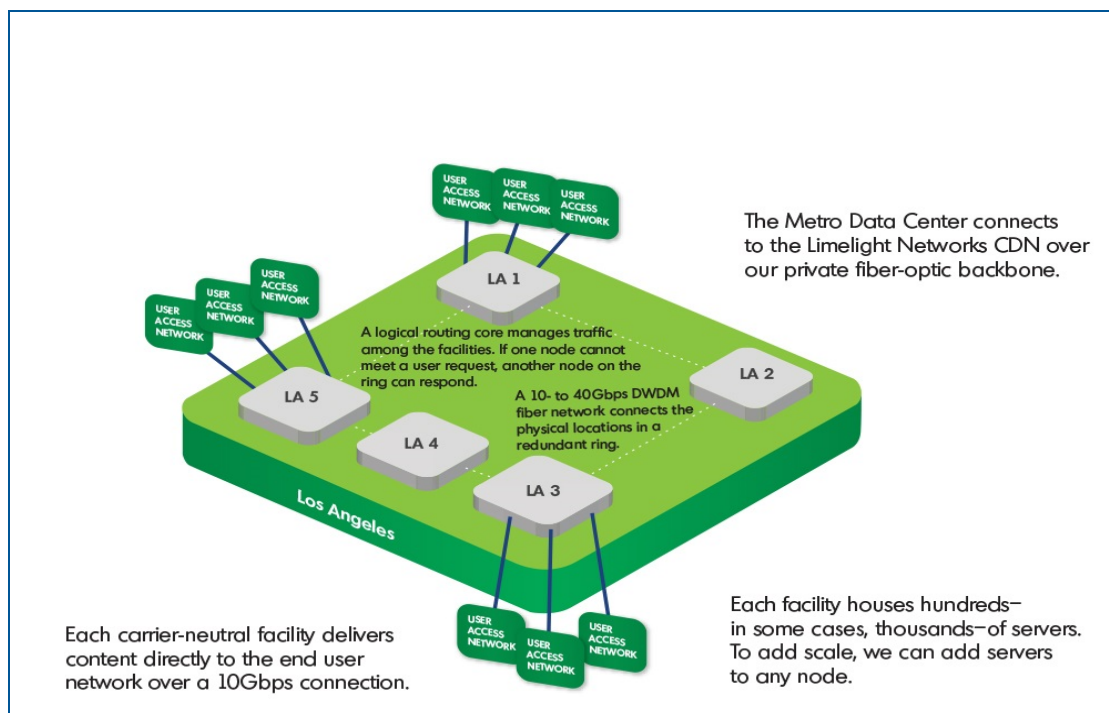 USER
ACCESS
NETWORK
USER
ACCESS
NETWORK
USER
ACCESS
NETWORK
The Metro Data Center connects
to the Limelight Networks CDN over
our private fiber-optic backbone.
LA 1
USER
ACCESS
NETWORK
USER
ACCESS
NETWORK
USER
ACCESS
NETWORK
A logical routing core manages traffic
among the facilities. If one node cannot
meet a user request, another node on the
ring can respond.
LA 2
LA 5
A 10- to 40Gbps DWDM
fiber network connects the
physical locations in a
redundant ring.
LA 4
LA 3
Los Angeles
Each carrier-neutral facility delivers
content directly to the end user
network over a 10Gbps connection.
USER
ACCESS
NETWORK
USER
ACCESS
NETWORK
USER
ACCESS
NETWORK
Each facility houses hundreds–
in some cases, thousands–of servers.
To add scale, we can add servers
to any node.